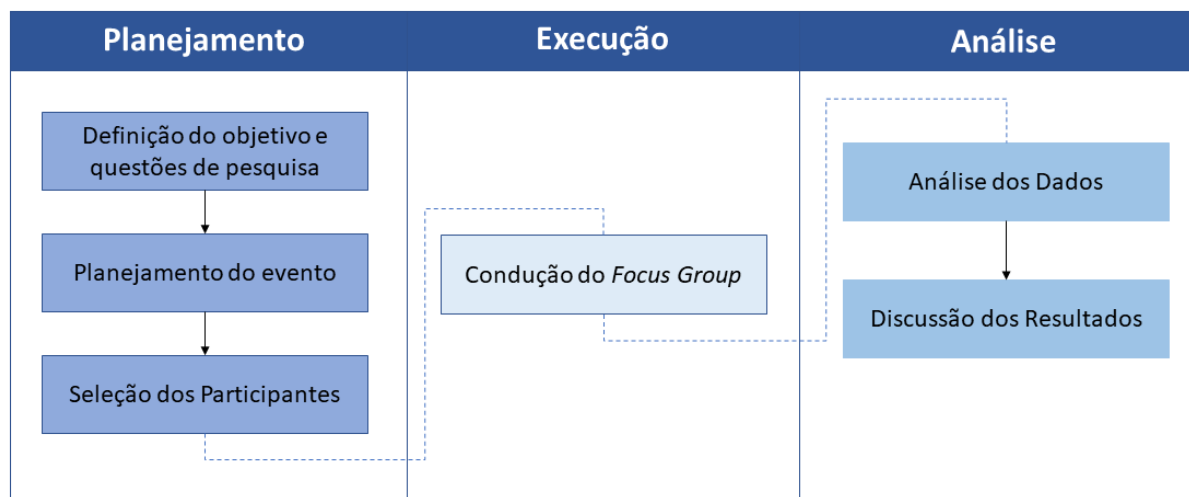 Planejamento
Execução
Análise
Definição do objetivo e
questões de pesquisa
Planejamento do evento
Seleção dos Participantes
Condução do Focus Group
Análise dos Dados
Discussão dos Resultados